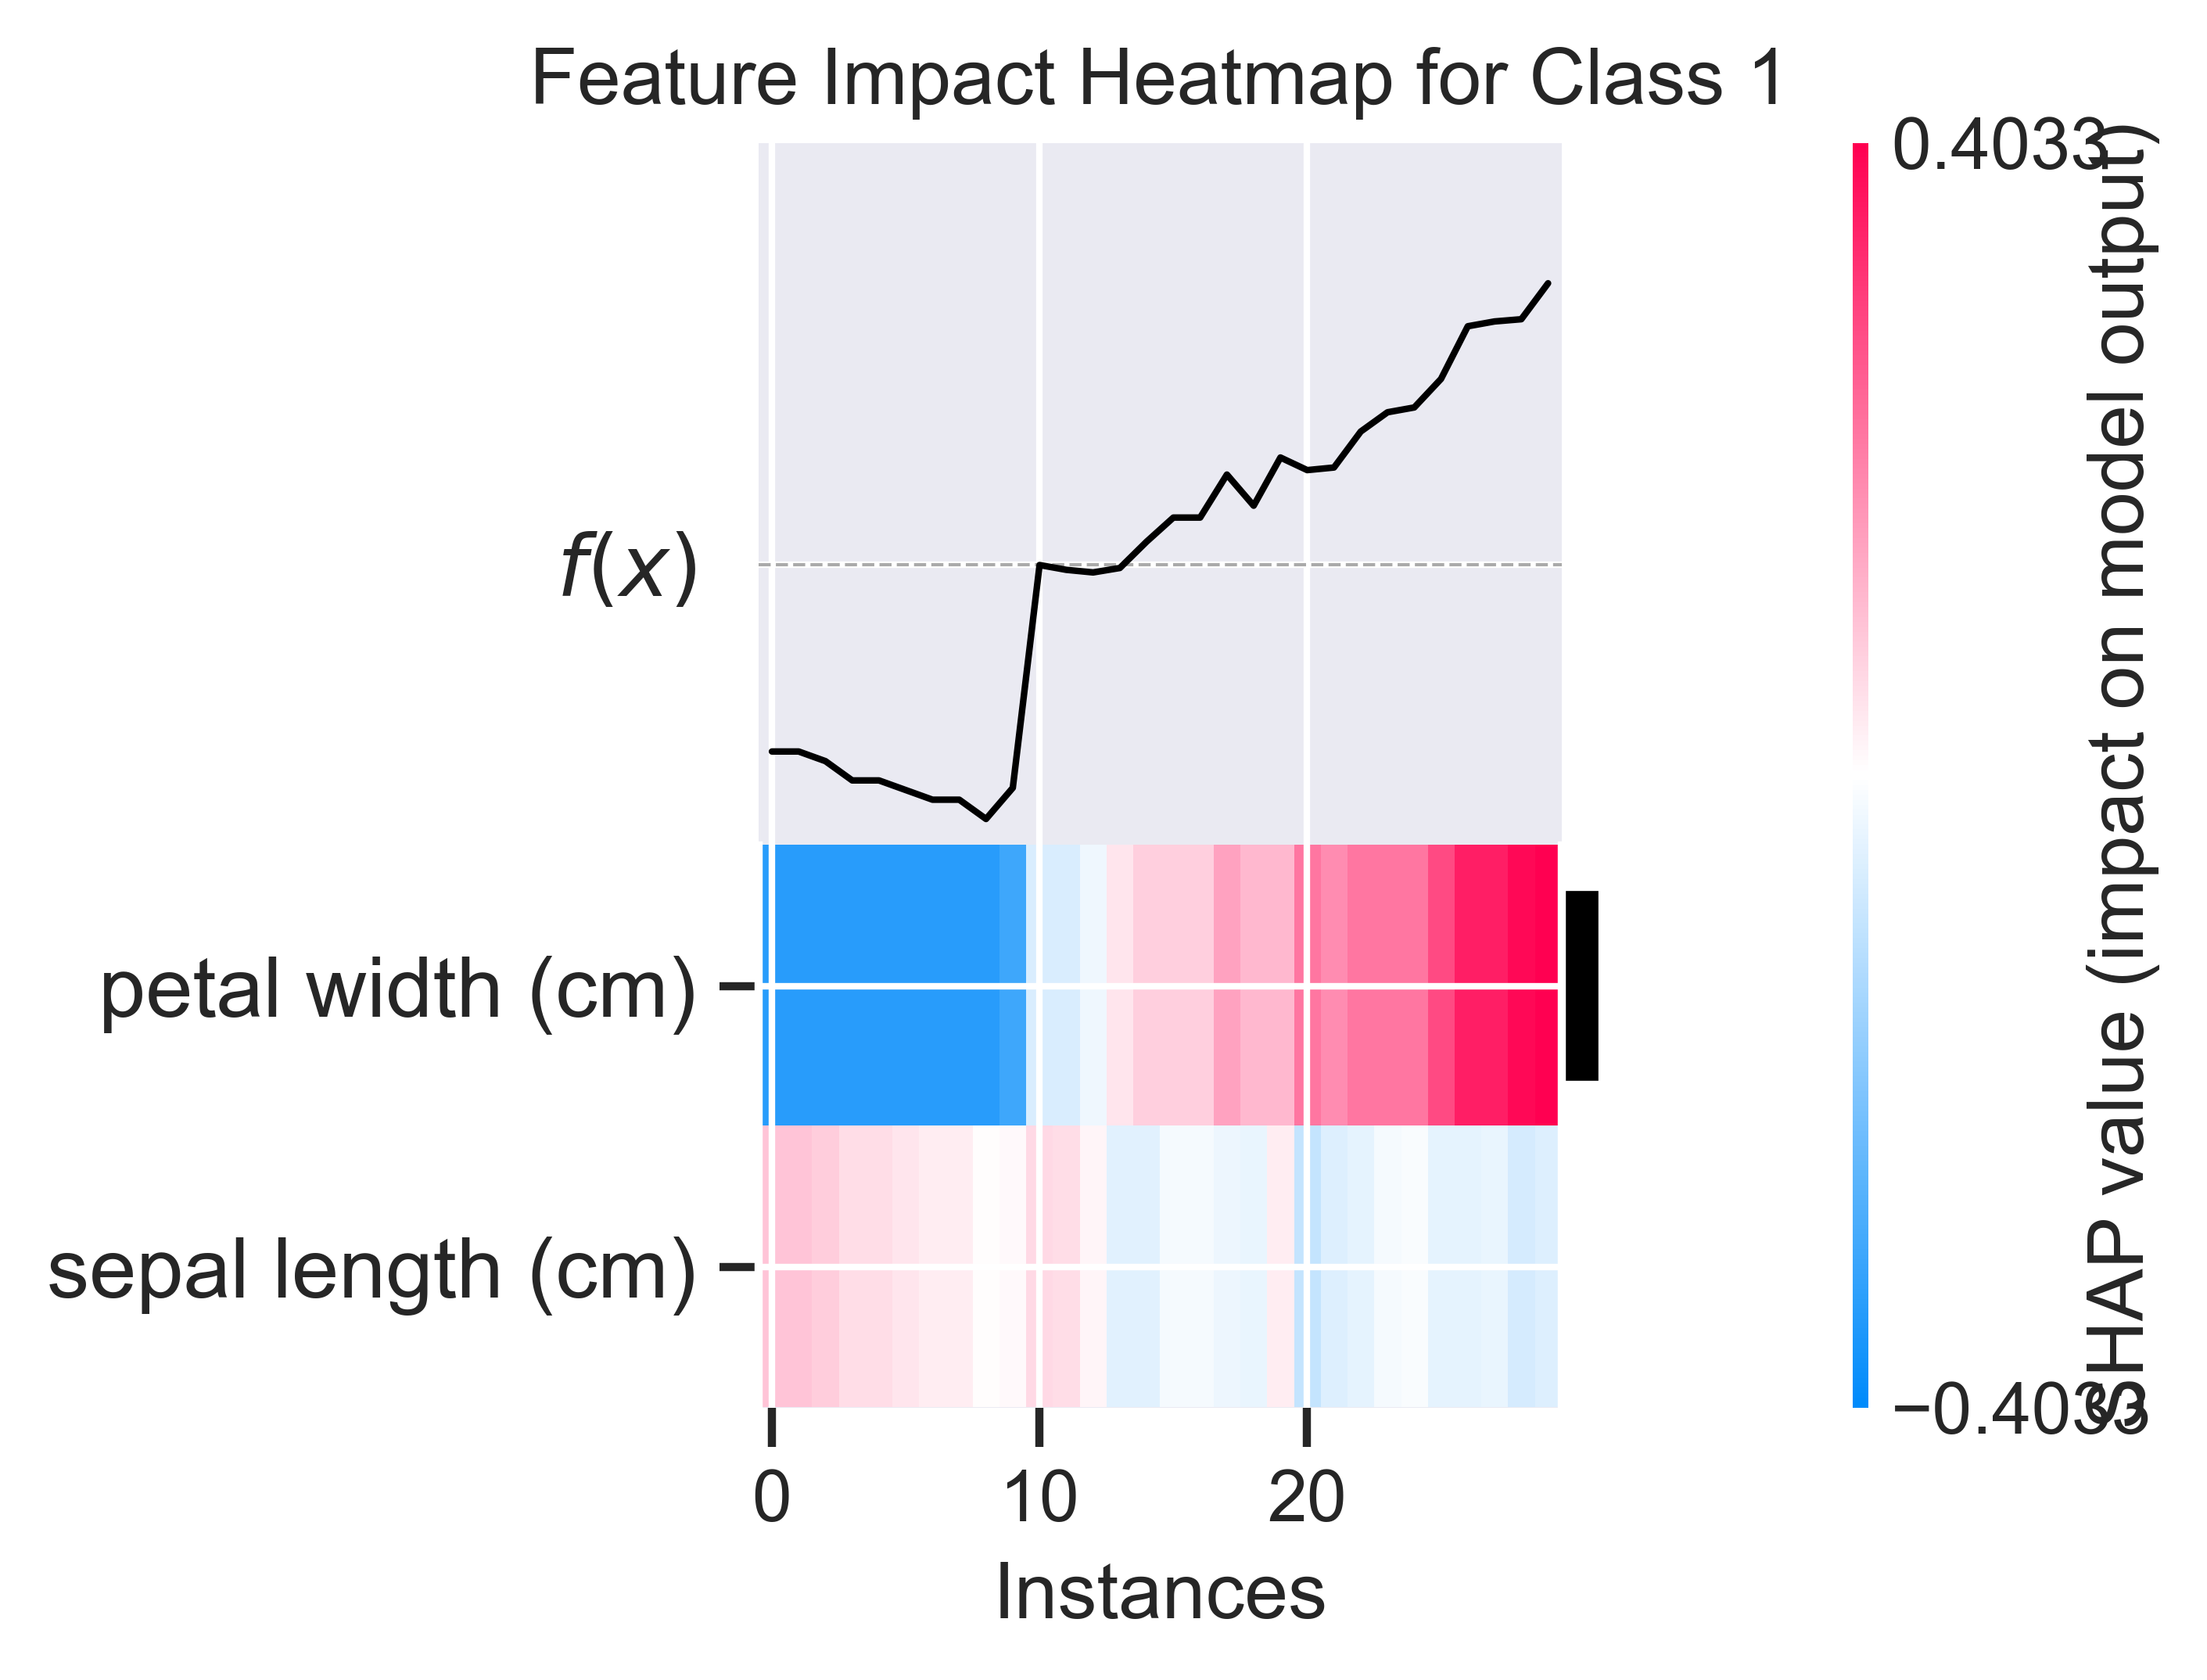 Feature Impact Heatmap for Class 1
0.4033
f(x)
petal width (cm)
sepal length (cm)
−0.4033
SHAP value (impact on model output)
0 10 20
Instances